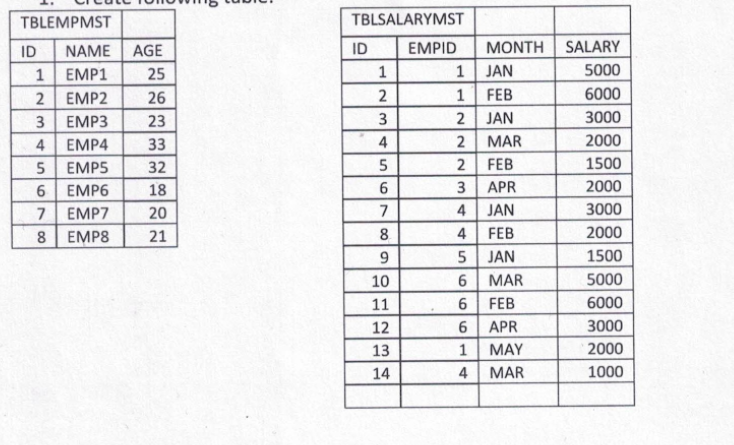 1. Create following table.
TBLEMPMST
ID NAME AGE
1 EMP1 25
2 EMP2 26
3 EMP3 23
4 EMP4 33
5 EMP5 32
6 EMP6 18
7 EMP7 20
8 EMP8 21
TBLSALARYMST
ID EMPID MONTH SALARY
1 1 JAN 5000
2 1 FEB 6000
3 2 JAN 3000
4 2 MAR 2000
5 2 FEB 1500
6 3 APR 2000
7 4 JAN 3000
8 4 FEB 2000
9 5 JAN 1500
10 6 MAR 5000
11 6 FEB 6000
12 6 APR 3000
13 1 MAY 2000
14 4 MAR 1000